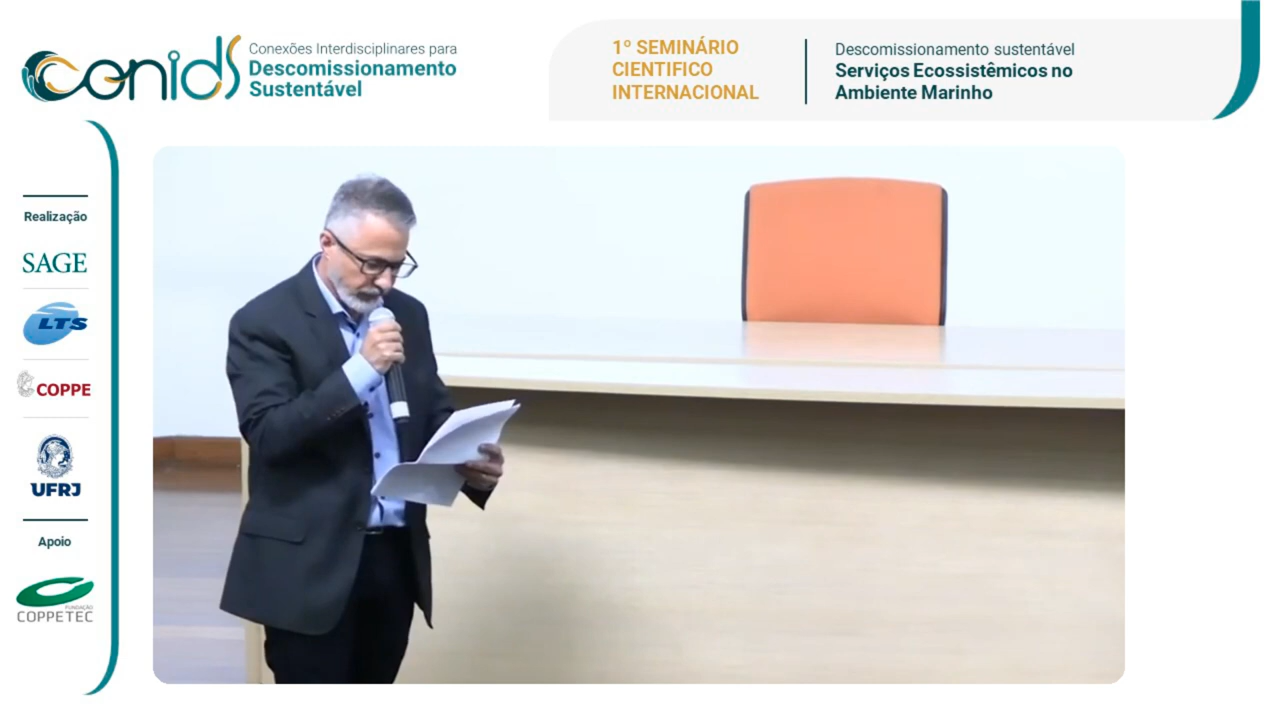 conids
Conexões Interdisciplinares para
Descomissionamento
Sustentável
1º SEMINÁRIO
CIENTIFICO
INTERNACIONAL
Descomissionamento sustentável
Serviços Ecossistêmicos no
Ambiente Marinho
Realização
SAGE
LTS
COPPE
UFRJ
Apoio
FUNDAÇÃO
COPPETEC